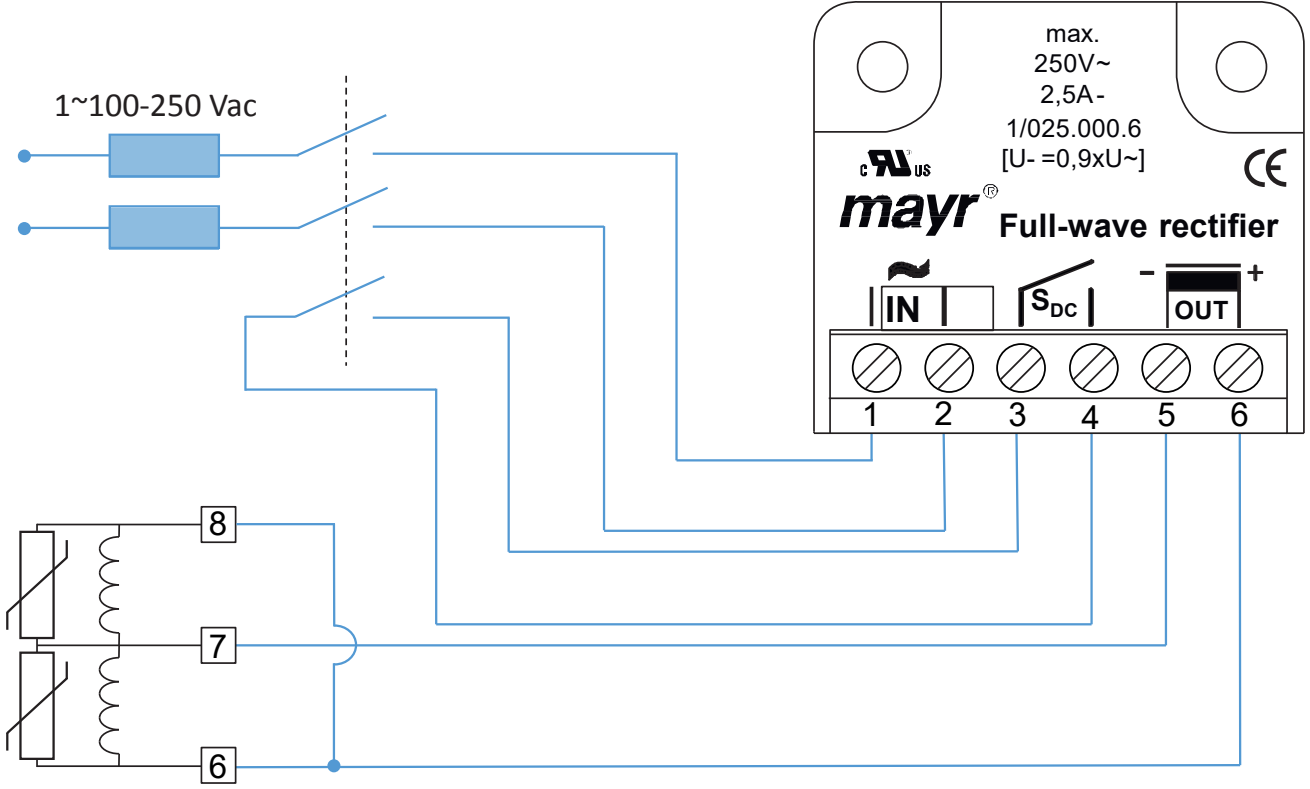 1~100-250 Vac
max.
250V~
2,5A-
1/025.000.6
[U- =0,9xU~]
c RU US
CE
mayr®
Full-wave rectifier
~
- +
IN SDC OUT
1 2 3 4 5 6
8
7
6